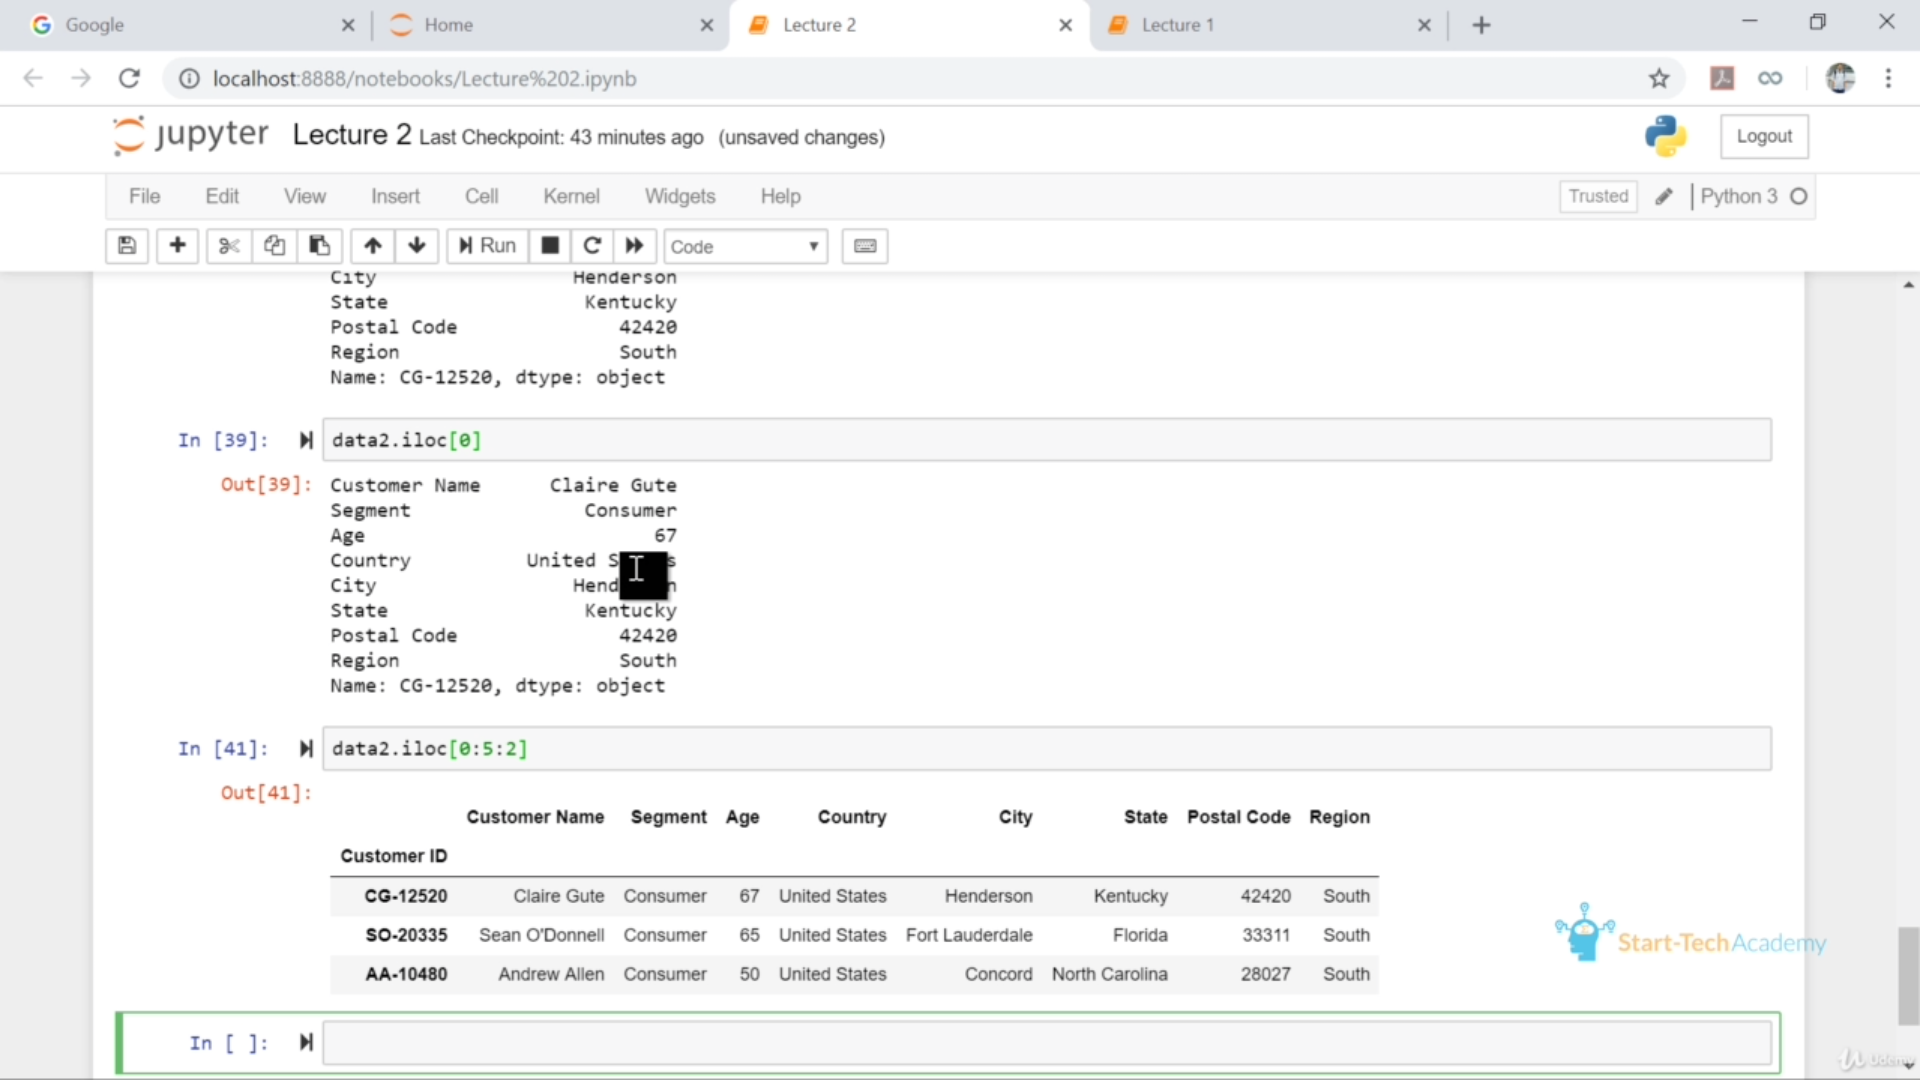 Google
Home
Lecture 2
Lecture 1
localhost:8888/notebooks/Lecture%202.ipynb
jupyter Lecture 2 Last Checkpoint: 43 minutes ago (unsaved changes)
Logout
File Edit View Insert Cell Kernel Widgets Help
Trusted Python 3
Run Code
City Henderson
State Kentucky
Postal Code 42420
Region South
Name: CG-12520, dtype: object
In [39]: data2.iloc[0]
Out[39]: Customer Name Claire Gute
Segment Consumer
Age 67
Country United
City
State Kentucky
Postal Code 42420
Region South
Name: CG-12520, dtype: object
In [41]: data2.iloc[0:5:2]
Out[41]:
Customer Name Segment Age Country City State Postal Code Region
Customer ID
CG-12520 Claire Gute Consumer 67 United States Henderson Kentucky 42420 South
SO-20335 Sean O'Donnell Consumer 65 United States Fort Lauderdale Florida 33311 South
AA-10480 Andrew Allen Consumer 50 United States Concord North Carolina 28027 South
Start-TechAcademy
In [ ]:
Udemy